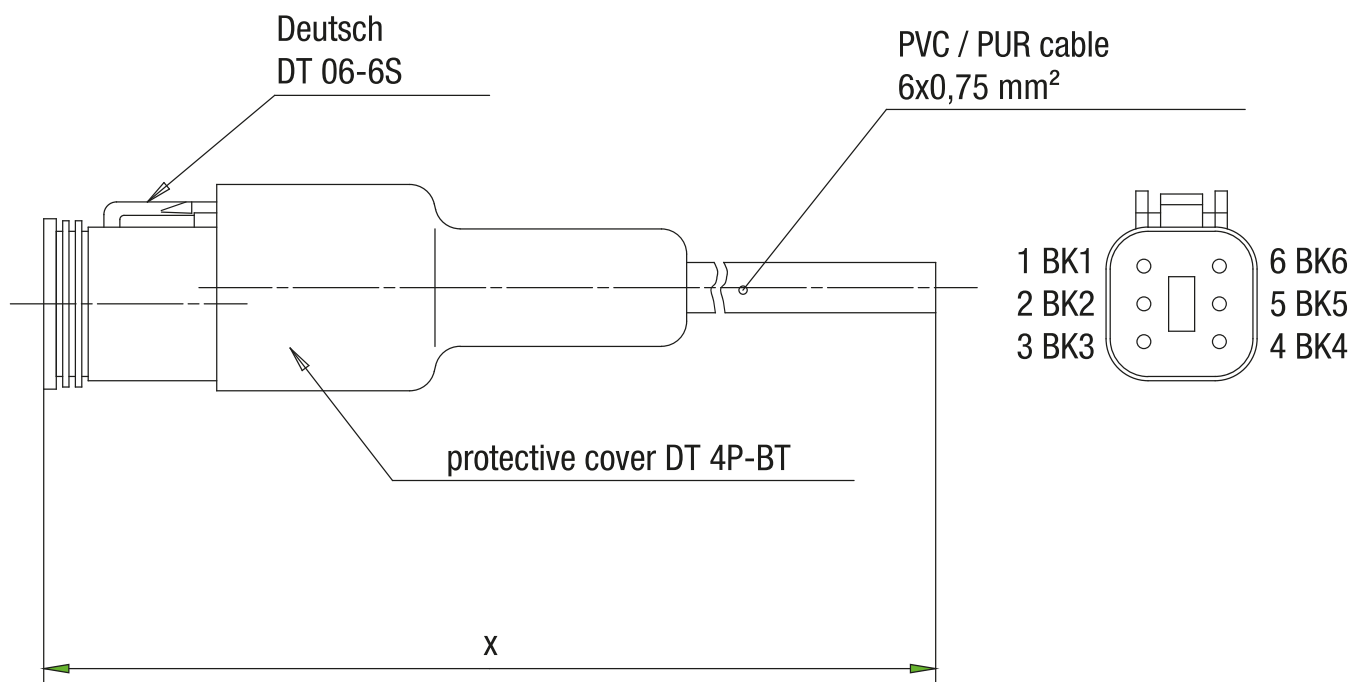 Deutsch
DT 06-6S
PVC / PUR cable
6x0,75 mm²
1 BK1
2 BK2
3 BK3
6 BK6
5 BK5
4 BK4
protective cover DT 4P-BT
x